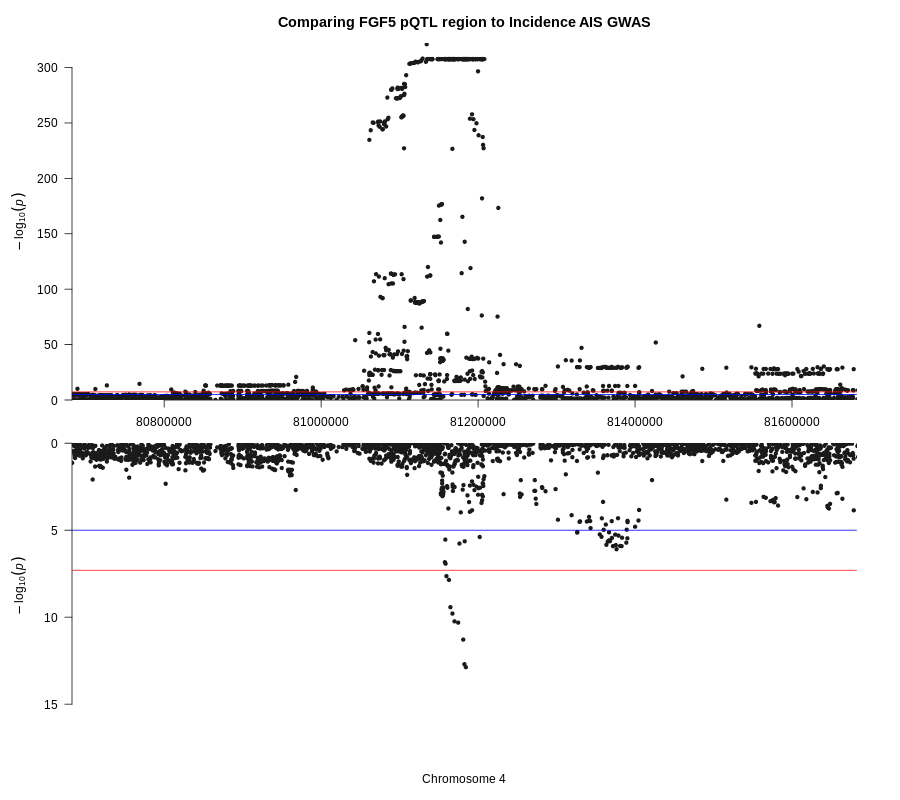 Comparing FGF5 pQTL region to Incidence AIS GWAS
300
250
200
150
100
50
0
− log10(p)
80800000 81000000 81200000 81400000 81600000
0
5
10
15
− log10(p)
Chromosome 4